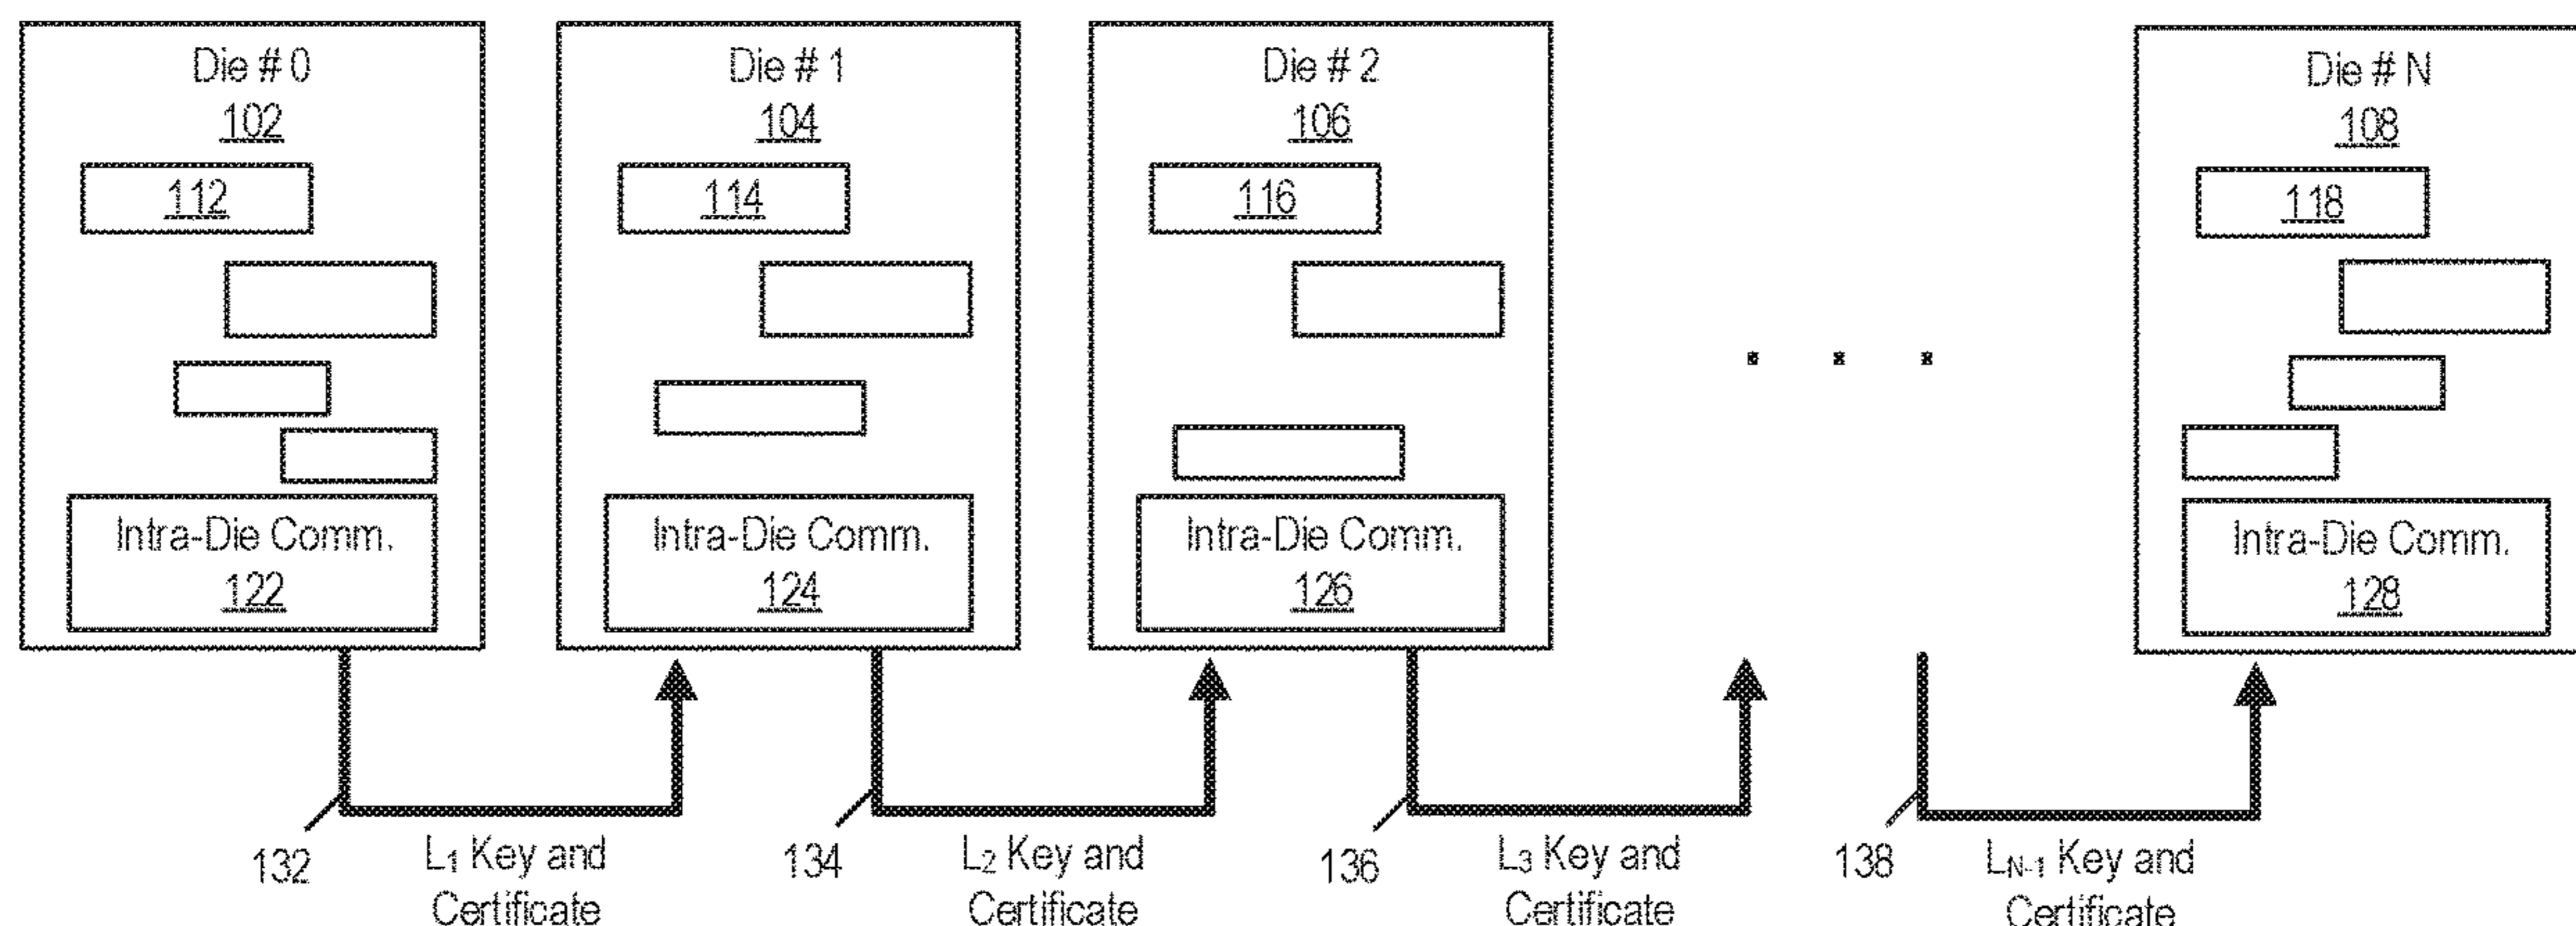 Die # 0
102
112
Intra-Die Comm.
122
Die # 1
104
114
Intra-Die Comm.
124
Die # 2
106
116
Intra-Die Comm.
126
. . .
Die # N
108
118
Intra-Die Comm.
128
132
L₁ Key and
Certificate
134
L₂ Key and
Certificate
136
L₃ Key and
Certificate
138
Lₙ₋₁ Key and
Certificate